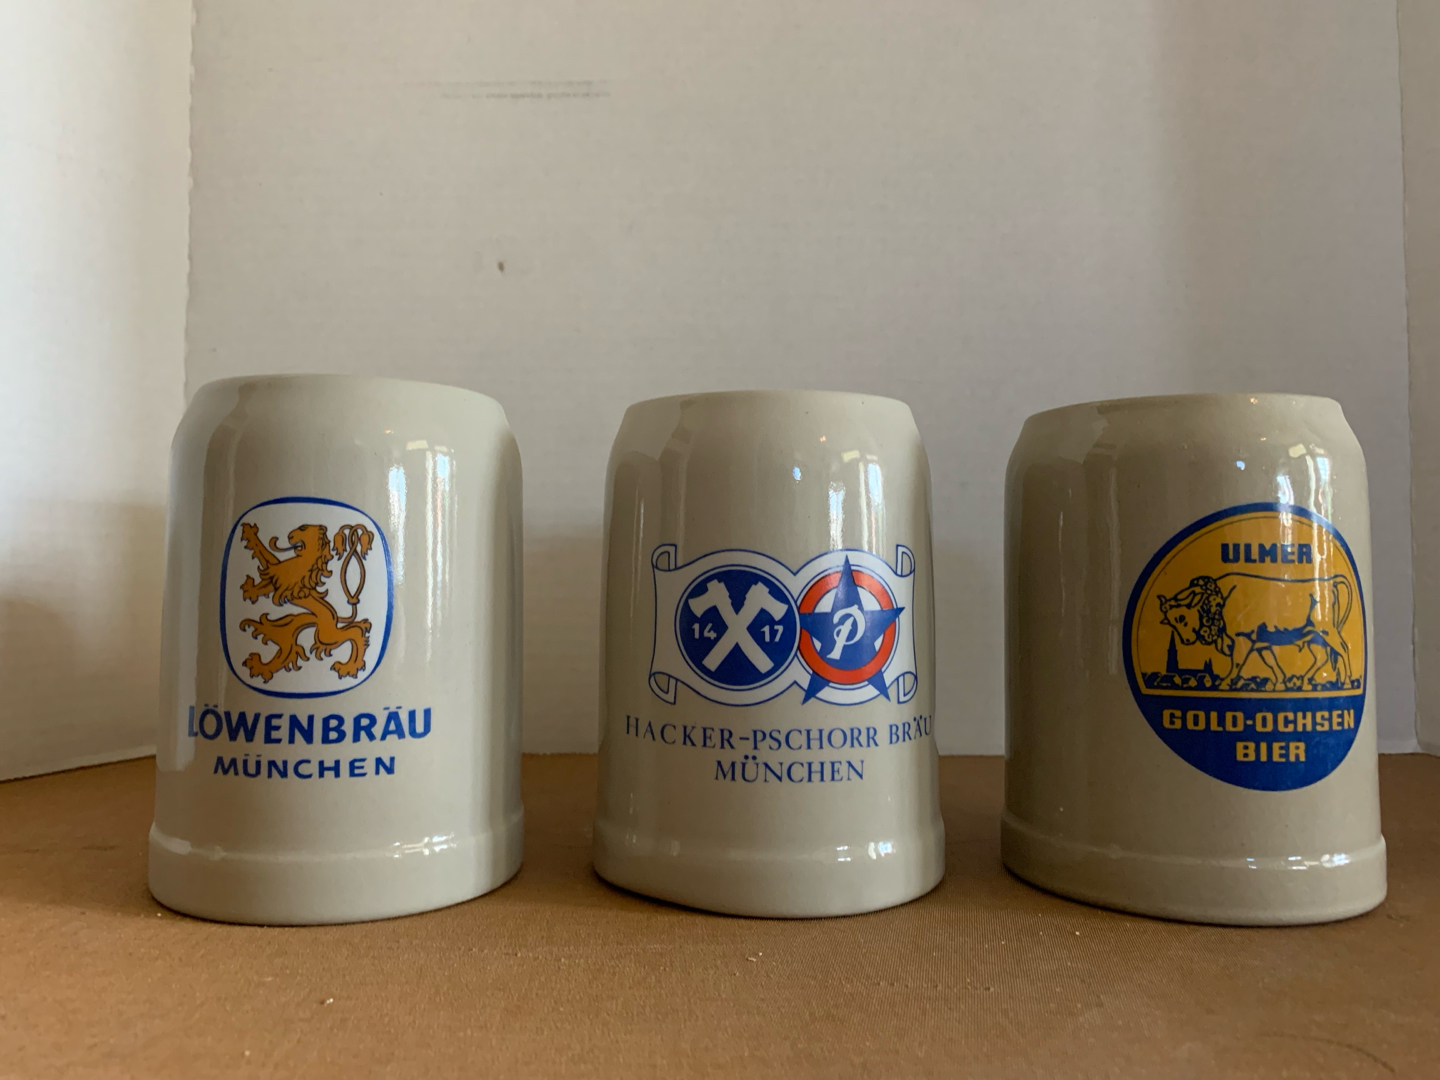 LÖWENBRÄU
MÜNCHEN
14 17
P
HACKER-PSCHORR BRÄU
MÜNCHEN
ULMER
GOLD-OCHSEN
BIER